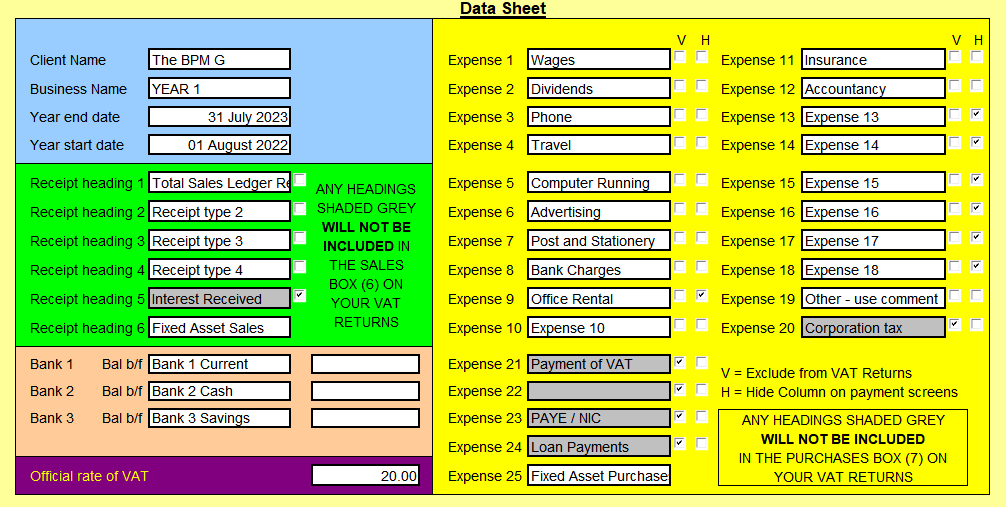 Data Sheet
Client Name The BPM G
Business Name YEAR 1
Year end date 31 July 2023
Year start date 01 August 2022
Receipt heading 1 Total Sales Ledger Re
Receipt heading 2 Receipt type 2
Receipt heading 3 Receipt type 3
Receipt heading 4 Receipt type 4
Receipt heading 5 Interest Received
Receipt heading 6 Fixed Asset Sales
ANY HEADINGS
SHADED GREY
WILL NOT BE
INCLUDED IN
THE SALES
BOX (6) ON
YOUR VAT
RETURNS
Bank 1 Bal b/f Bank 1 Current
Bank 2 Bal b/f Bank 2 Cash
Bank 3 Bal b/f Bank 3 Savings
Official rate of VAT 20.00
V H
Expense 1 Wages
Expense 2 Dividends
Expense 3 Phone
Expense 4 Travel
Expense 5 Computer Running
Expense 6 Advertising
Expense 7 Post and Stationery
Expense 8 Bank Charges
Expense 9 Office Rental
Expense 10 Expense 10
Expense 21 Payment of VAT
Expense 22
Expense 23 PAYE / NIC
Expense 24 Loan Payments
Expense 25 Fixed Asset Purchase
V H
Expense 11 Insurance
Expense 12 Accountancy
Expense 13 Expense 13
Expense 14 Expense 14
Expense 15 Expense 15
Expense 16 Expense 16
Expense 17 Expense 17
Expense 18 Expense 18
Expense 19 Other - use comment
Expense 20 Corporation tax
V = Exclude from VAT Returns
H = Hide Column on payment screens
ANY HEADINGS SHADED GREY
WILL NOT BE INCLUDED
IN THE PURCHASES BOX (7) ON
YOUR VAT RETURNS